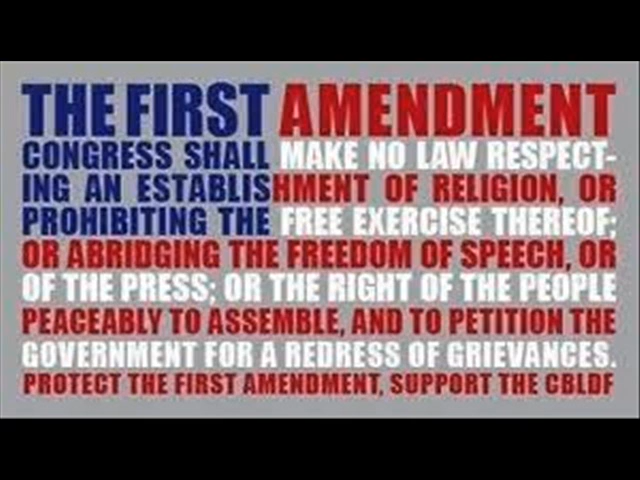 THE FIRST AMENDMENT
CONGRESS SHALL MAKE NO LAW RESPECT-
ING AN ESTABLISHMENT OF RELIGION, OR
PROHIBITING THE FREE EXERCISE THEREOF;
OR ABRIDGING THE FREEDOM OF SPEECH, OR
OF THE PRESS; OR THE RIGHT OF THE PEOPLE
PEACEABLY TO ASSEMBLE, AND TO PETITION THE
GOVERNMENT FOR A REDRESS OF GRIEVANCES.
PROTECT THE FIRST AMENDMENT, SUPPORT THE CBLDF